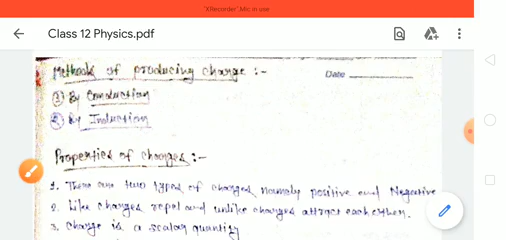 'XRecorder' Mic in use
Class 12 Physics.pdf
Methods of producing charge :-
Date
① By Conduction
② By Induction
Properties of charges :-
1. There are two types of charges namely positive and Negative
2. Like charges repel and unlike charges attract each other.
3. Charge is a scalar quantity